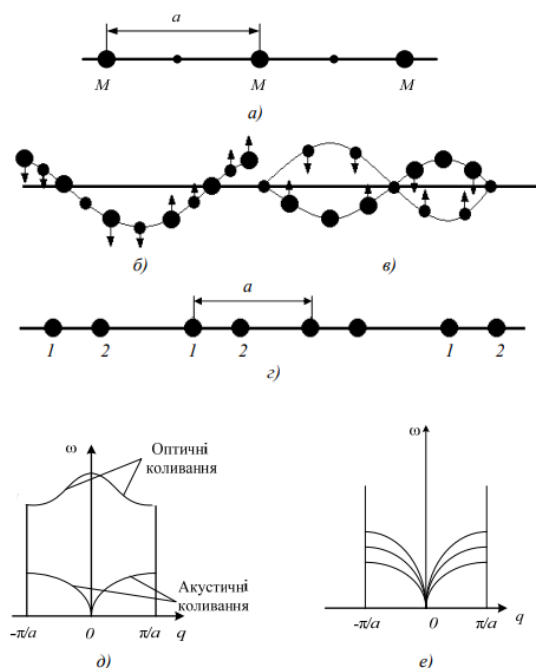 a
M M M
а)
б) в)
a
1 2 1 2 1 2
г)
ω ω
Оптичні
коливання
Акустичні
коливання
-π/a 0 π/a q -π/a 0 π/a q
д) е)